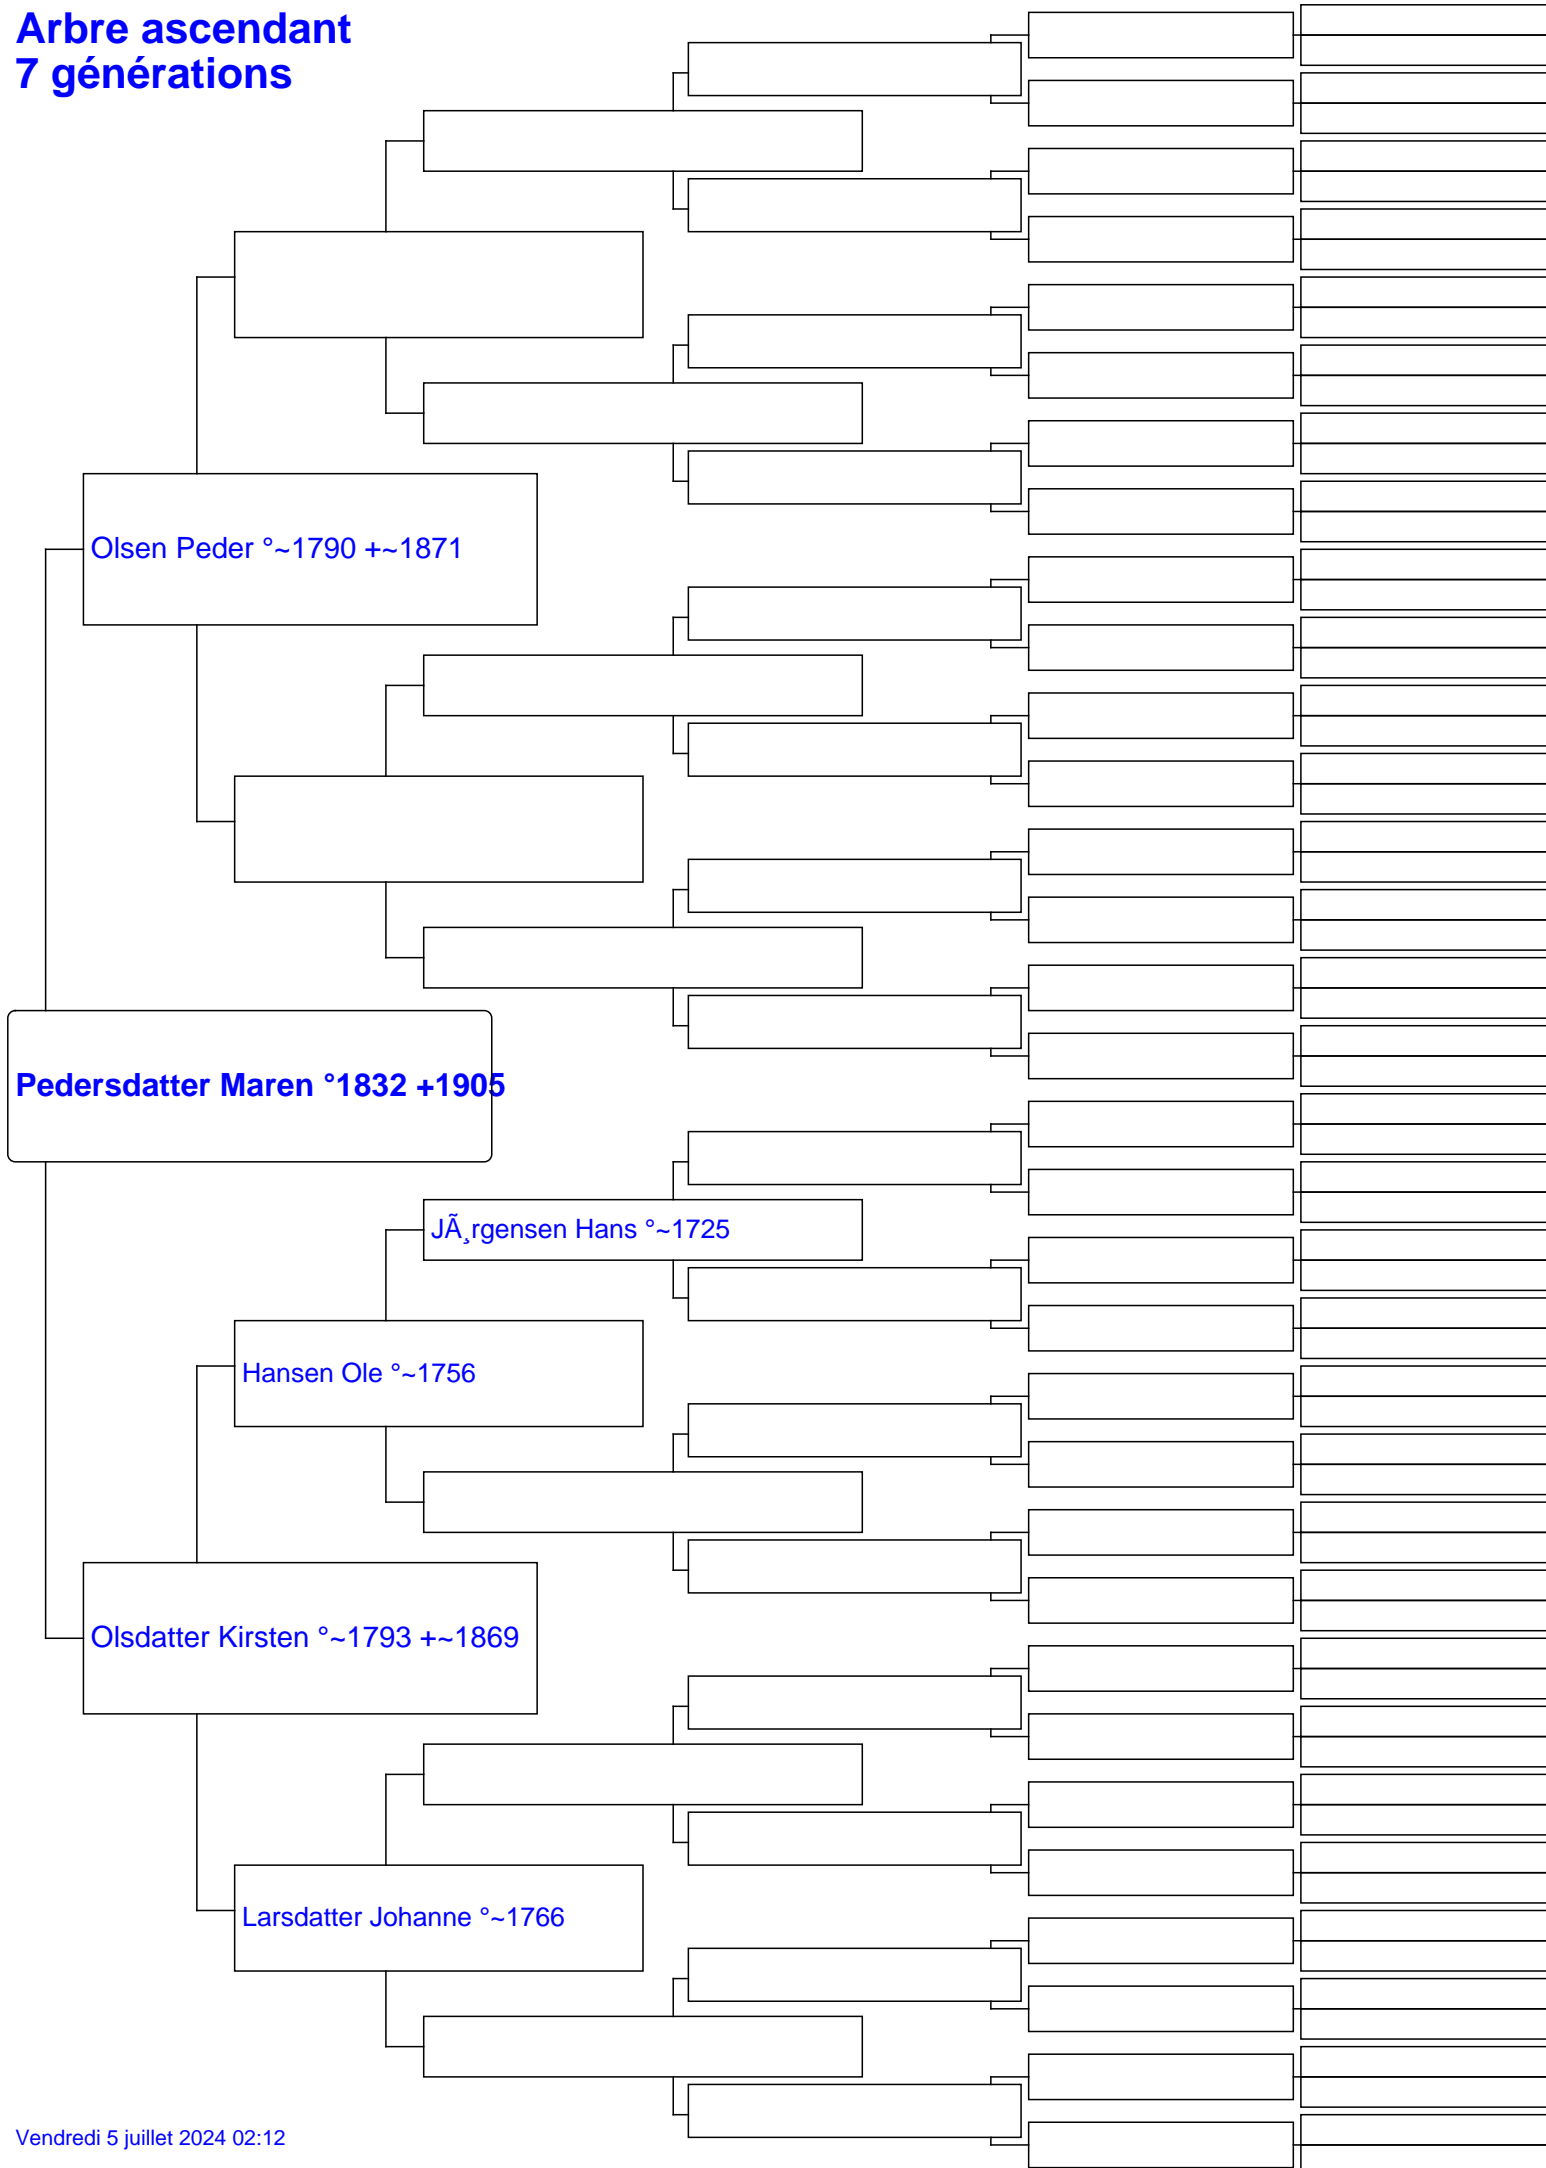 Arbre ascendant
7 générations
Olsen Peder °~1790 +~1871
Pedersdatter Maren °1832 +1905
JÃ¸rgensen Hans °~1725
Hansen Ole °~1756
Olsdatter Kirsten °~1793 +~1869
Larsdatter Johanne °~1766
Vendredi 5 juillet 2024 02:12